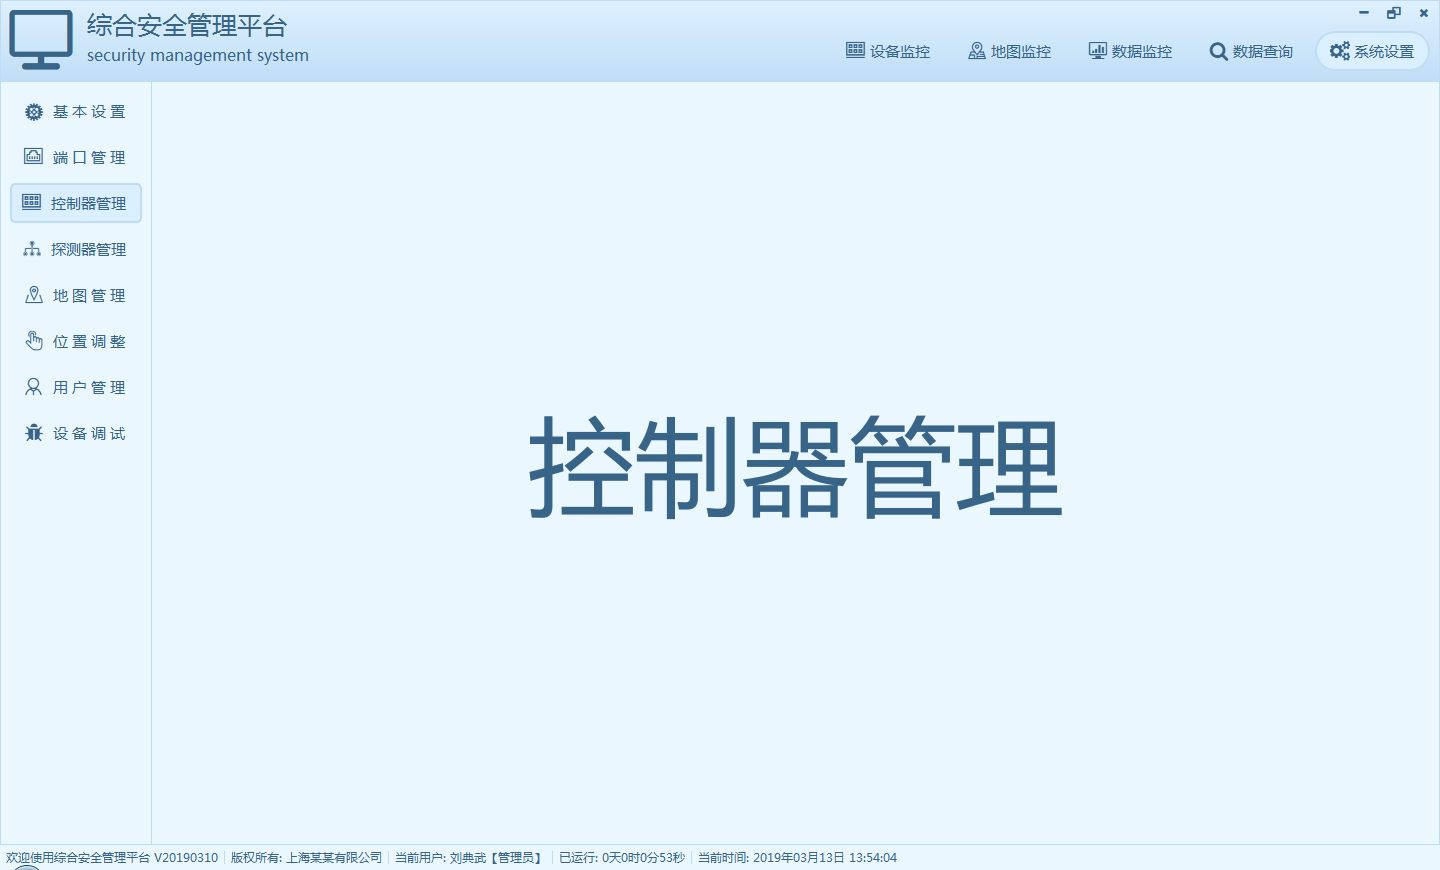 综合安全管理平台
security management system
设备监控
地图监控
数据监控
数据查询
系统设置
基本设置
端口管理
控制器管理
探测器管理
地图管理
位置调整
用户管理
设备调试
控制器管理
欢迎使用综合安全管理平台 V20190310 版权所有: 上海某某有限公司 当前用户: 刘典武【管理员】 已运行: 0天0时0分53秒 当前时间: 2019年03月13日 13:54:04